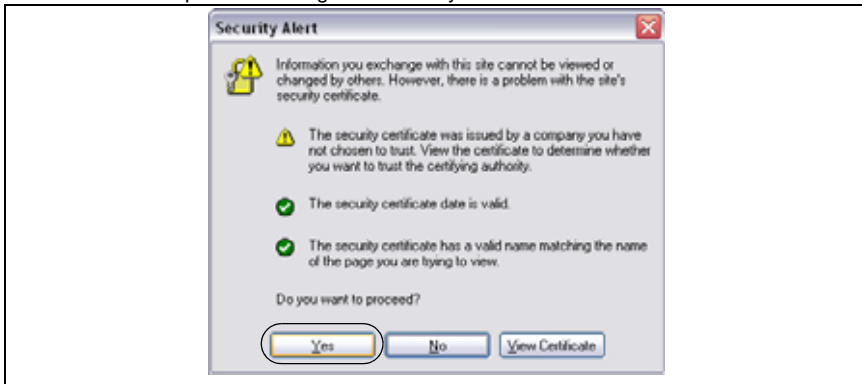 Security Alert
Information you exchange with this site cannot be viewed or
changed by others. However, there is a problem with the site's
security certificate.
The security certificate was issued by a company you have
not chosen to trust. View the certificate to determine whether
you want to trust the certifying authority.
The security certificate date is valid.
The security certificate has a valid name matching the name
of the page you are trying to view.
Do you want to proceed?
Yes No View Certificate